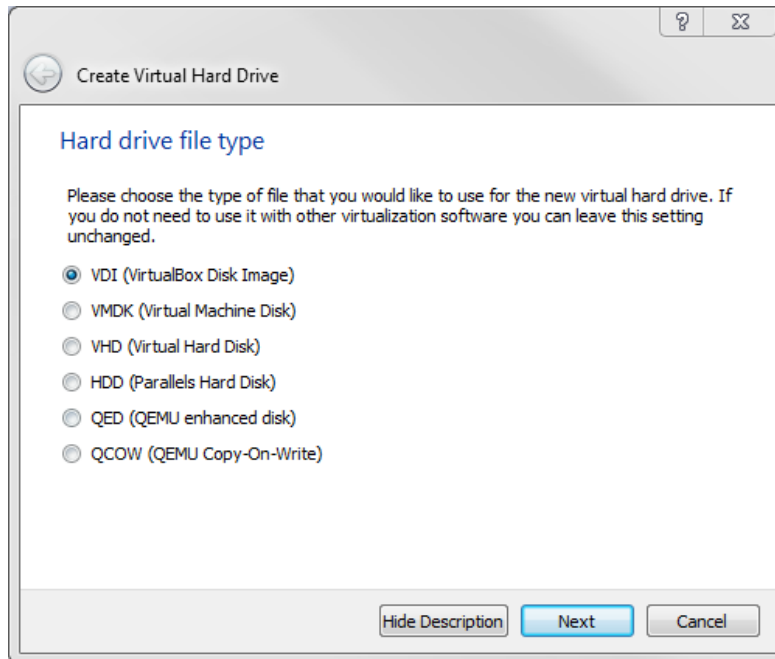 ?
Create Virtual Hard Drive
Hard drive file type
Please choose the type of file that you would like to use for the new virtual hard drive. If
you do not need to use it with other virtualization software you can leave this setting
unchanged.
VDI (VirtualBox Disk Image)
VMDK (Virtual Machine Disk)
VHD (Virtual Hard Disk)
HDD (Parallels Hard Disk)
QED (QEMU enhanced disk)
QCOW (QEMU Copy-On-Write)
Hide Description Next Cancel